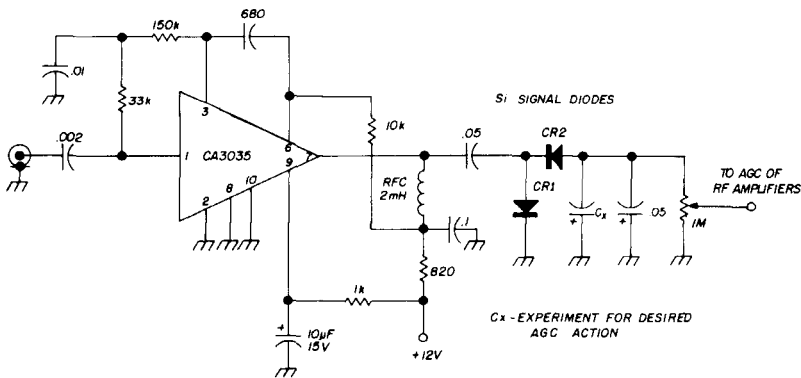 150k
680
.01
33k
3
10k
Si SIGNAL DIODES
.002
1
CA3035
6
7
9
.05
CR2
2
8
10
RFC
2mH
CR1
Cx
+
.05
+
1M
TO AGC OF
RF AMPLIFIERS
.1
820
1k
+
10µF
15V
+12V
Cx-EXPERIMENT FOR DESIRED
AGC ACTION